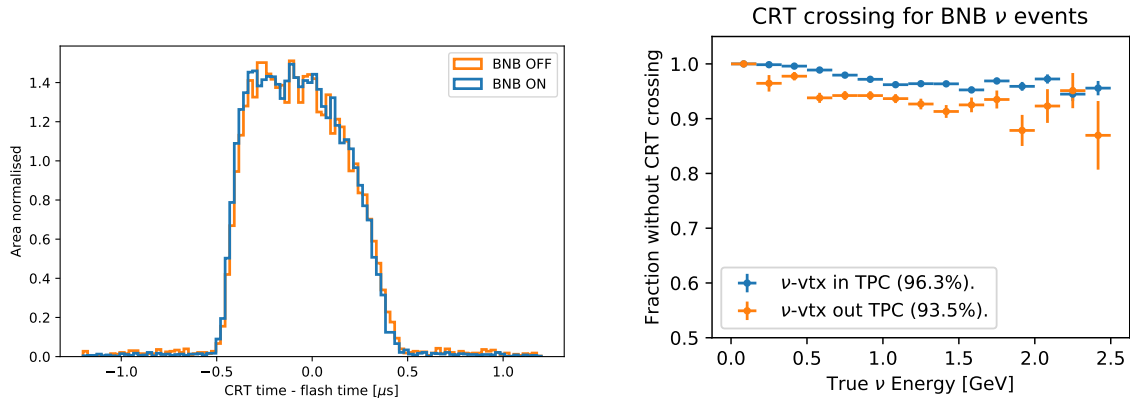 BNB OFF
BNB ON
Area normalised
1.4
1.2
1.0
0.8
0.6
0.4
0.2
0.0
−1.0 −0.5 0.0 0.5 1.0
CRT time - flash time [μs]
CRT crossing for BNB ν events
Fraction without CRT crossing
1.0
0.9
0.8
0.7
0.6
0.5
ν-vtx in TPC (96.3%).
ν-vtx out TPC (93.5%).
0.0 0.5 1.0 1.5 2.0 2.5
True ν Energy [GeV]